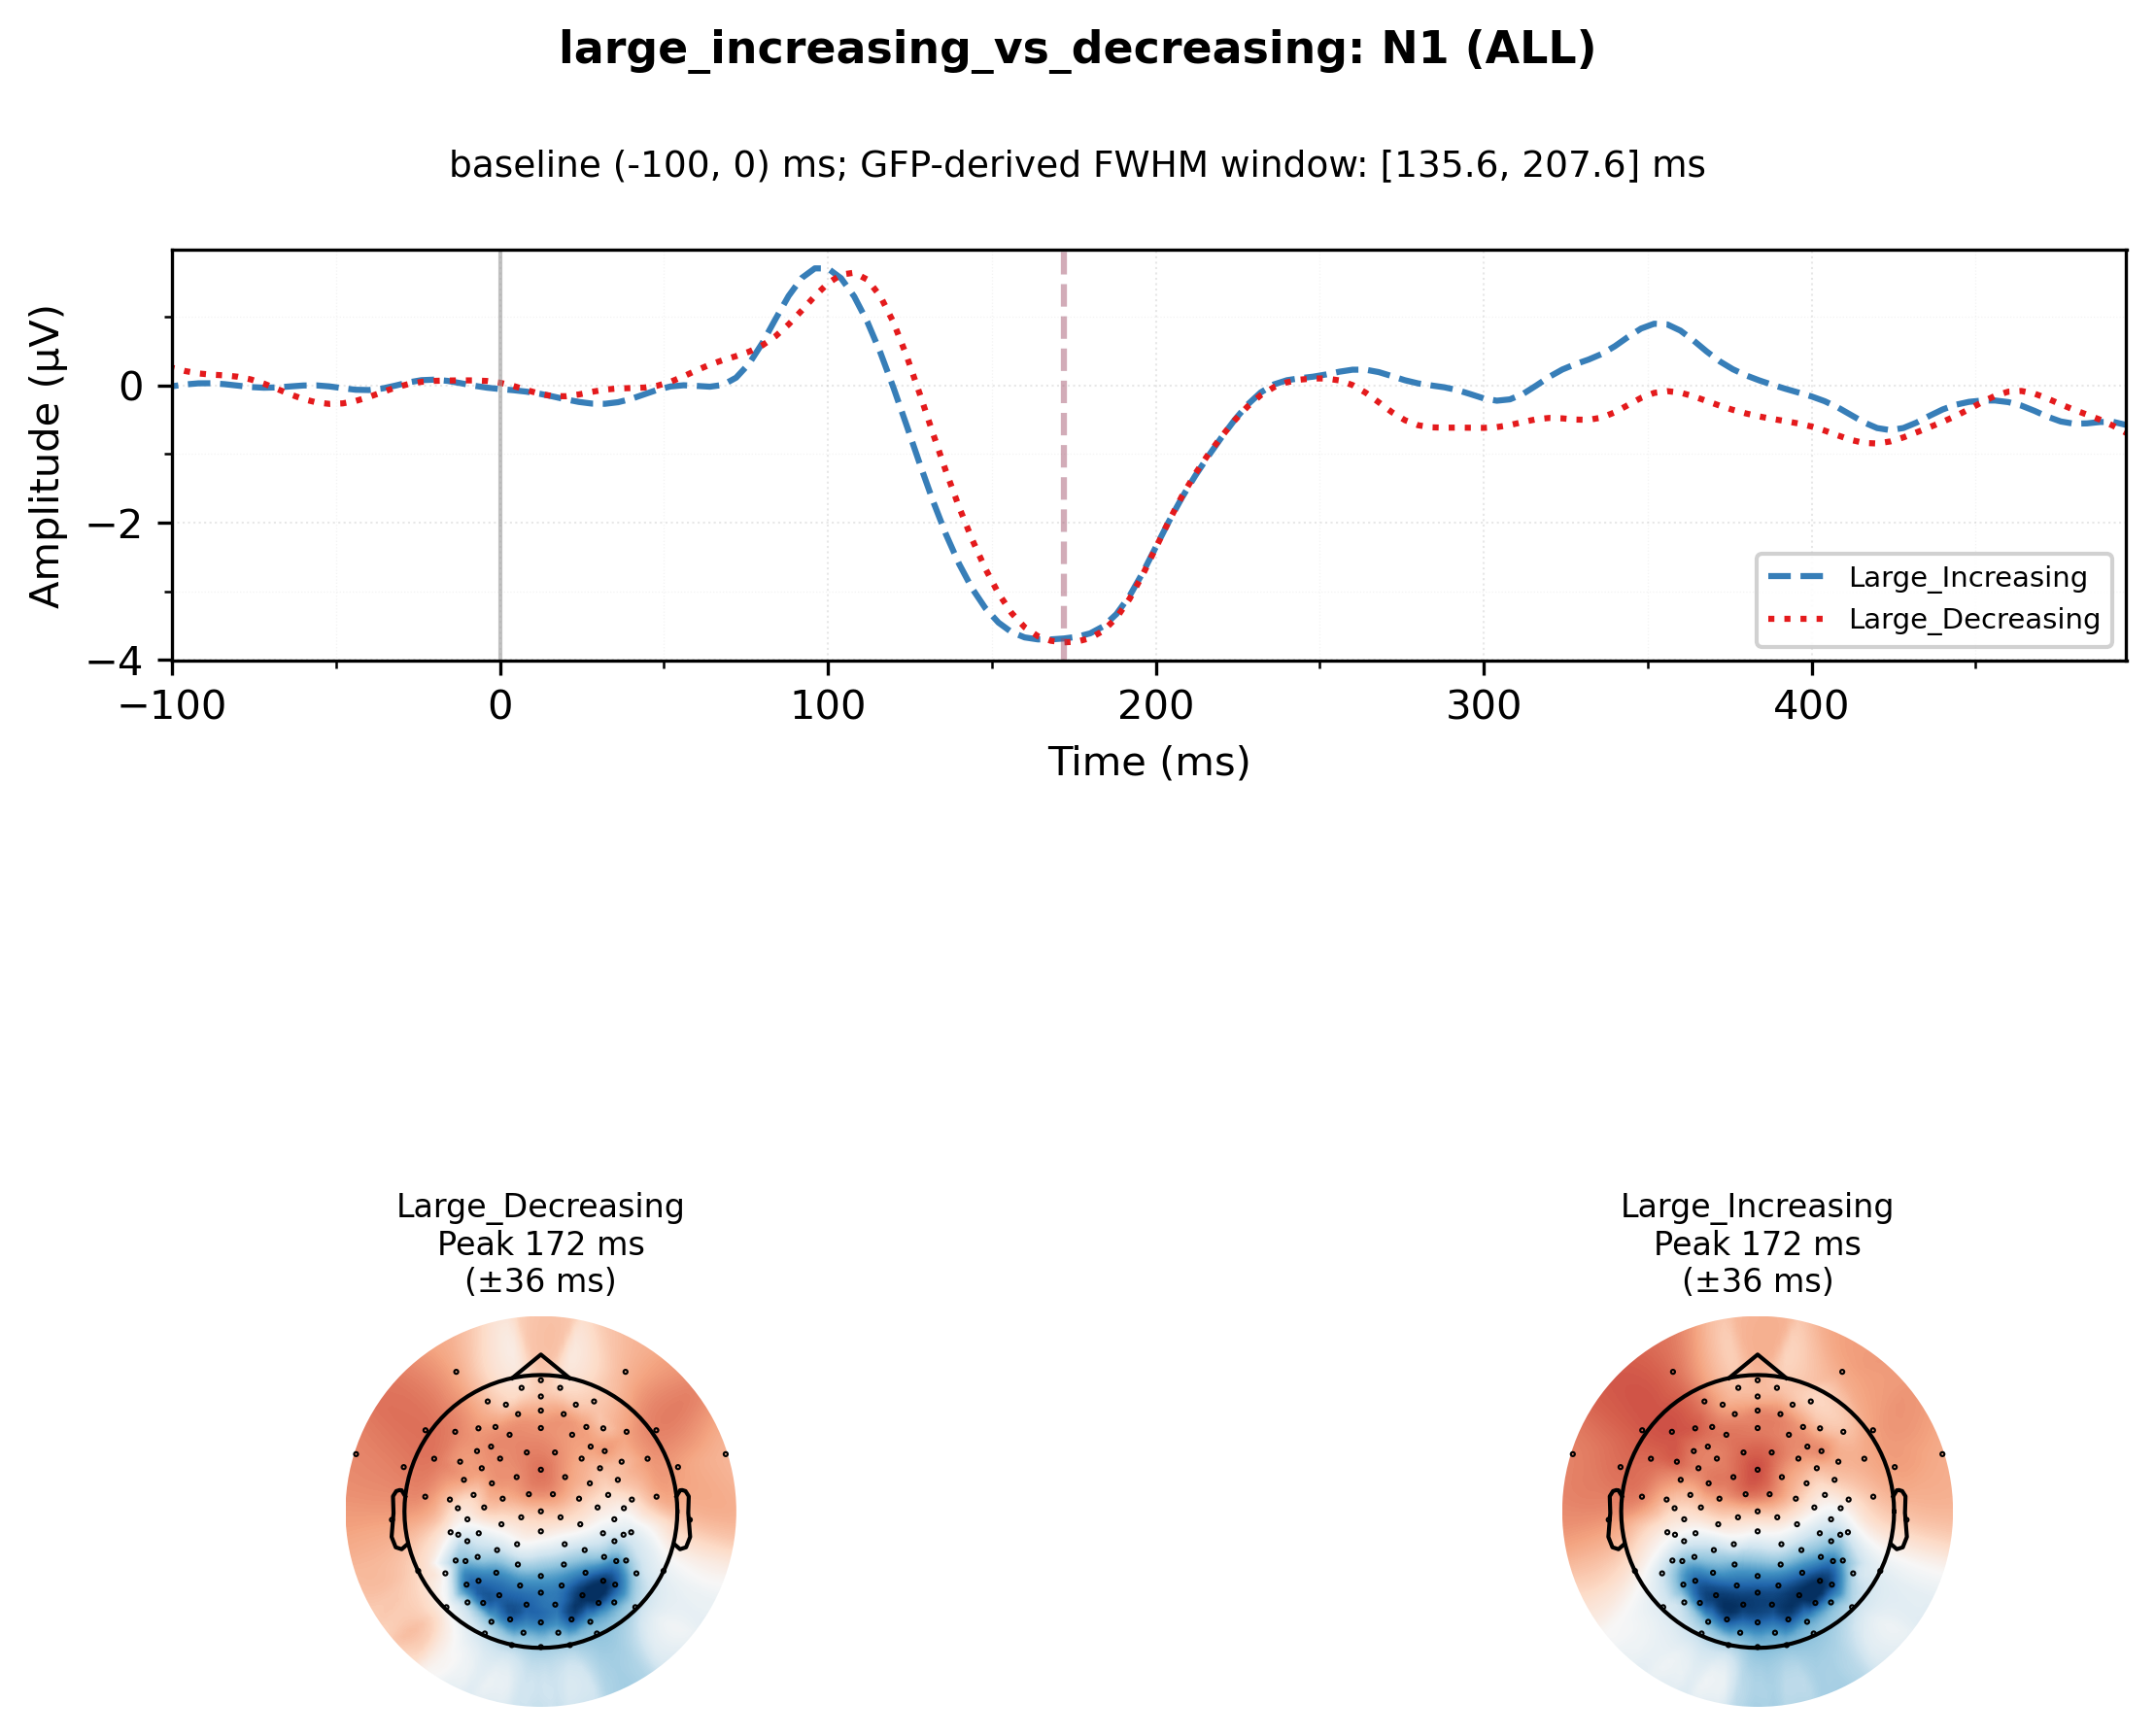 large_increasing_vs_decreasing: N1 (ALL)
baseline (-100, 0) ms; GFP-derived FWHM window: [135.6, 207.6] ms
Amplitude (µV)
0
−2
−4
−100
0
100
200
300
400
Time (ms)
Large_Increasing
Large_Decreasing
Large_Decreasing
Peak 172 ms
(±36 ms)
Large_Increasing
Peak 172 ms
(±36 ms)